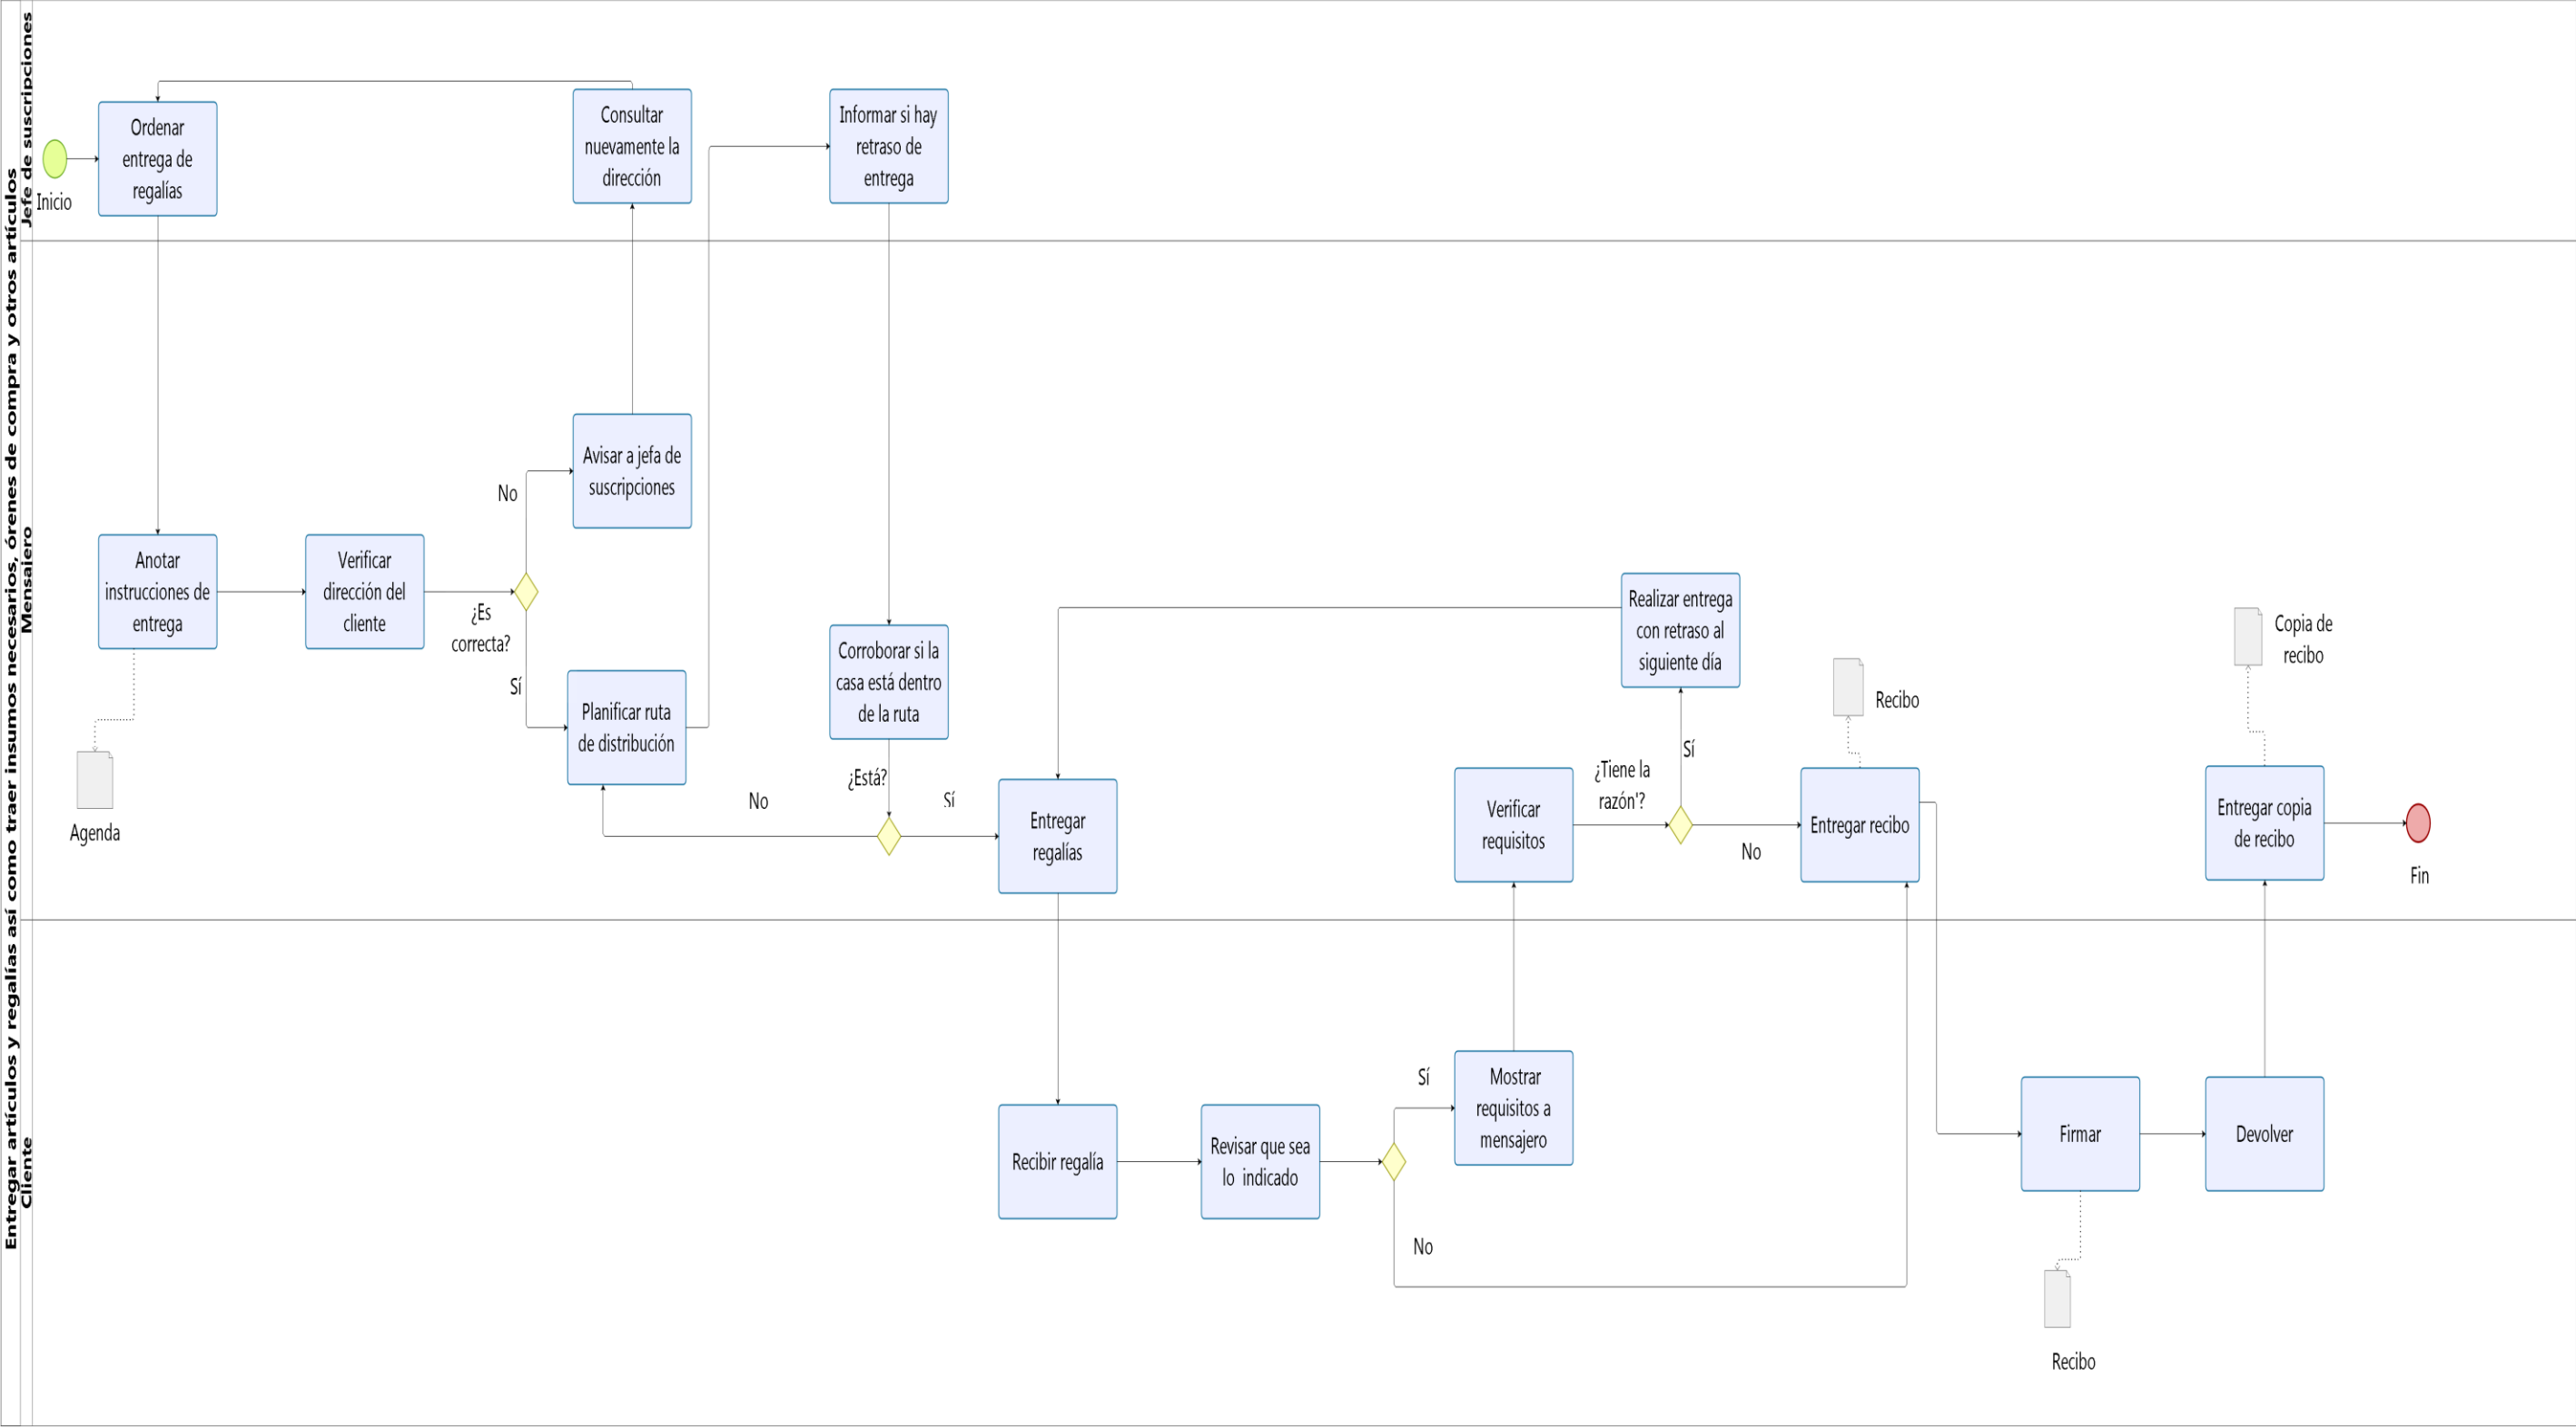 Entregar artículos y regalías así como traer insumos necesarios, órenes de compra y otros artículos
Jefe de suscripciones
Inicio
Ordenar
entrega de
regalías
Consultar
nuevamente la
dirección
Informar si hay
retraso de
entrega
Mensajero
Anotar
instrucciones de
entrega
Agenda
Verificar
dirección del
cliente
¿Es
correcta?
No
Sí
Avisar a jefa de
suscripciones
Planificar ruta
de distribución
Corroborar si la
casa está dentro
de la ruta
¿Está?
No
Sí
Entregar
regalías
Verificar
requisitos
¿Tiene la
razón'?
Sí
No
Realizar entrega
con retraso al
siguiente día
Entregar recibo
Recibo
Entregar copia
de recibo
Copia de
recibo
Fin
Cliente
Recibir regalía
Revisar que sea
lo indicado
Sí
No
Mostrar
requisitos a
mensajero
Firmar
Recibo
Devolver